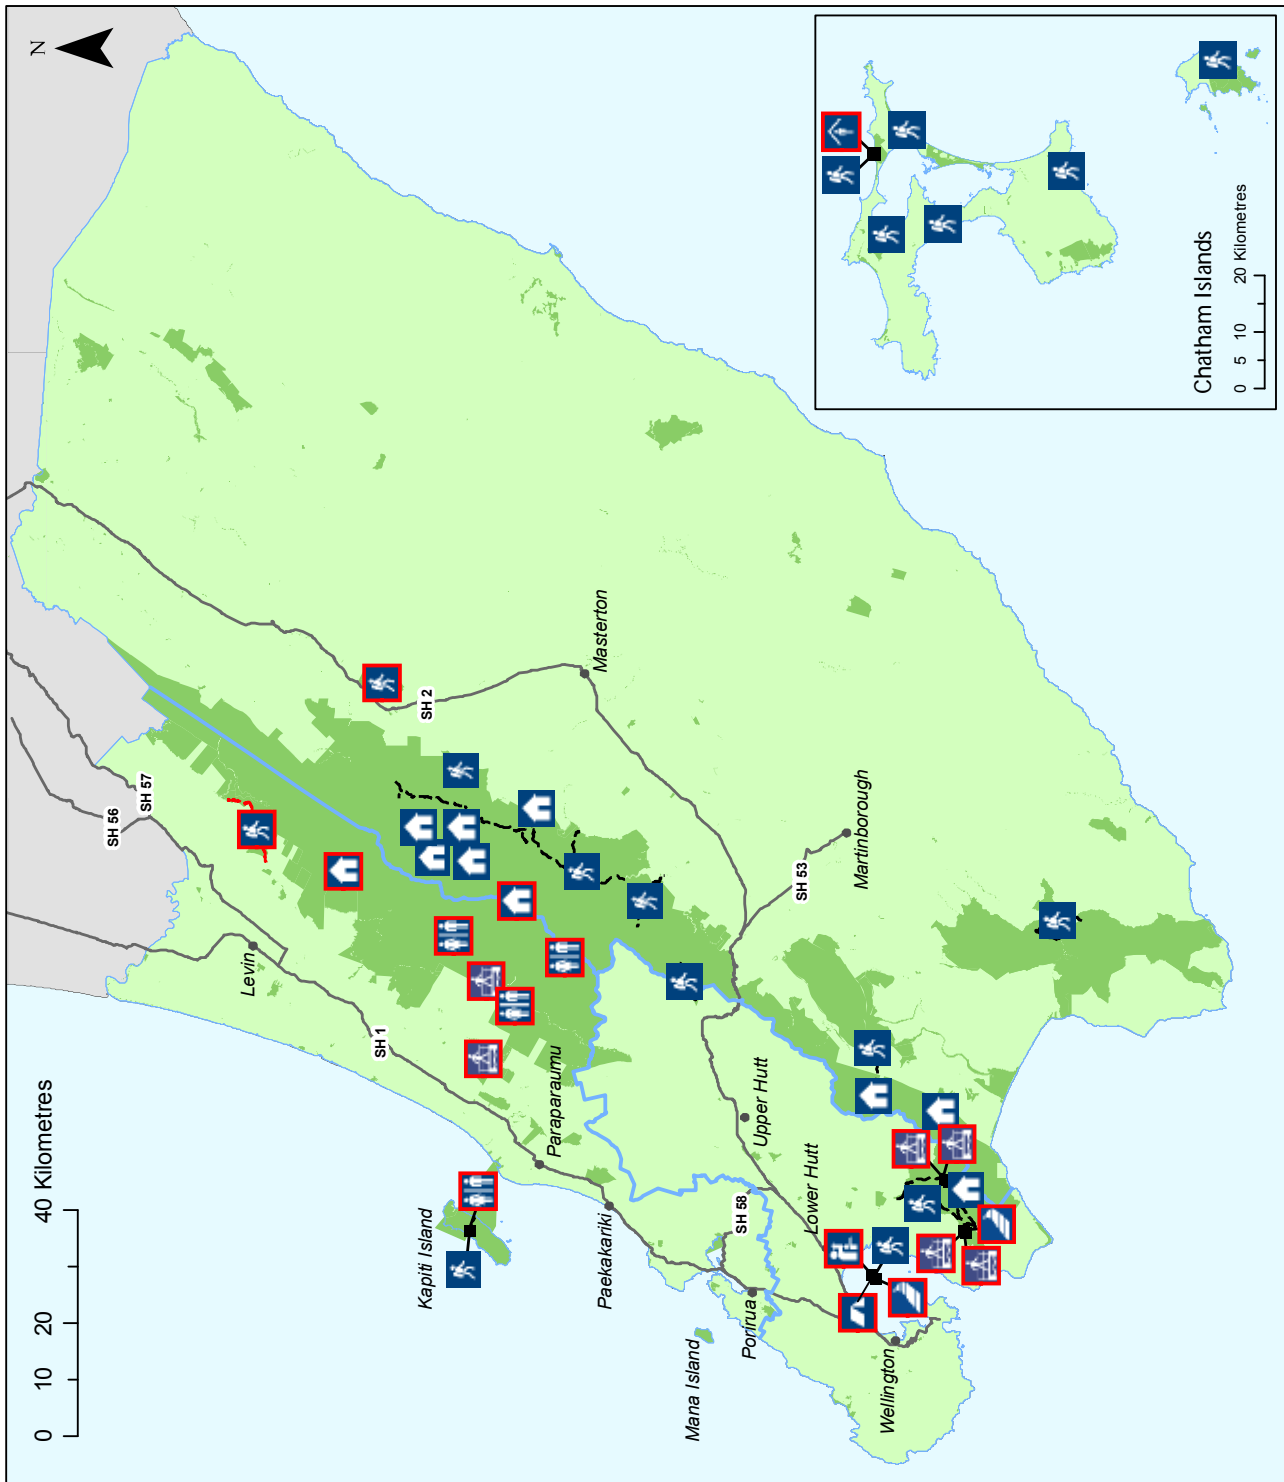 N
SH 56
SH 57
Levin
SH 1
SH 2
Masterton
Kapiti Island
Paraparaumu
Paekakariki
SH 58
Mana Island
Porirua
Upper Hutt
Lower Hutt
Wellington
SH 53
Martinborough
0 10 20 40 Kilometres
Chatham Islands
0 5 10 20 Kilometres